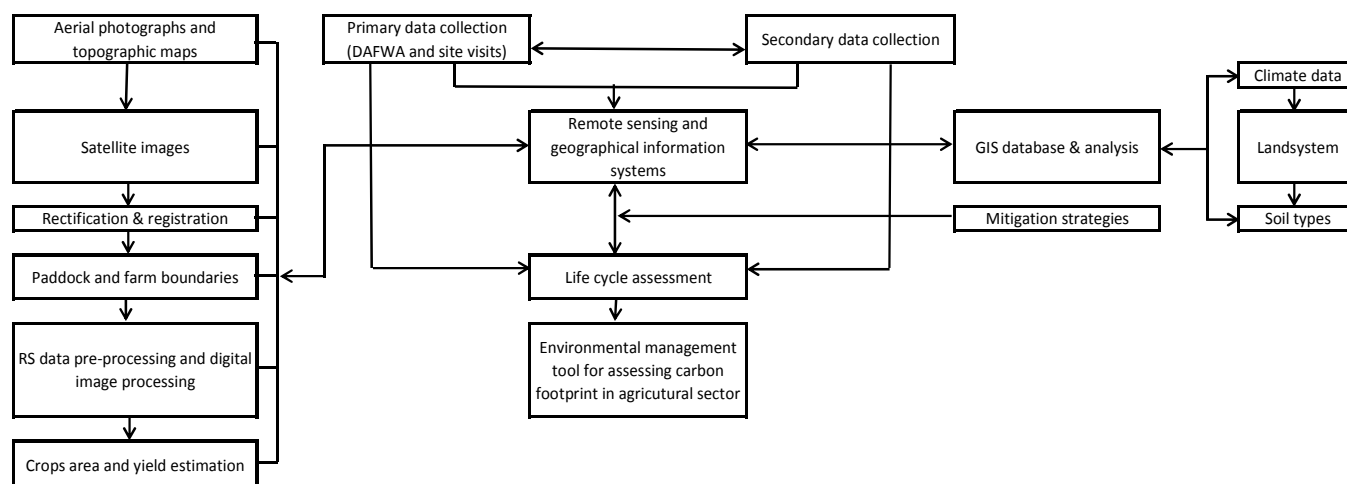 Aerial photographs and
topographic maps
Satellite images
Rectification & registration
Paddock and farm boundaries
RS data pre-processing and digital
image processing
Crops area and yield estimation
Primary data collection
(DAFWA and site visits)
Secondary data collection
Remote sensing and
geographical information
systems
Life cycle assessment
Environmental management
tool for assessing carbon
footprint in agricutural sector
GIS database & analysis
Mitigation strategies
Climate data
Landsystem
Soil types